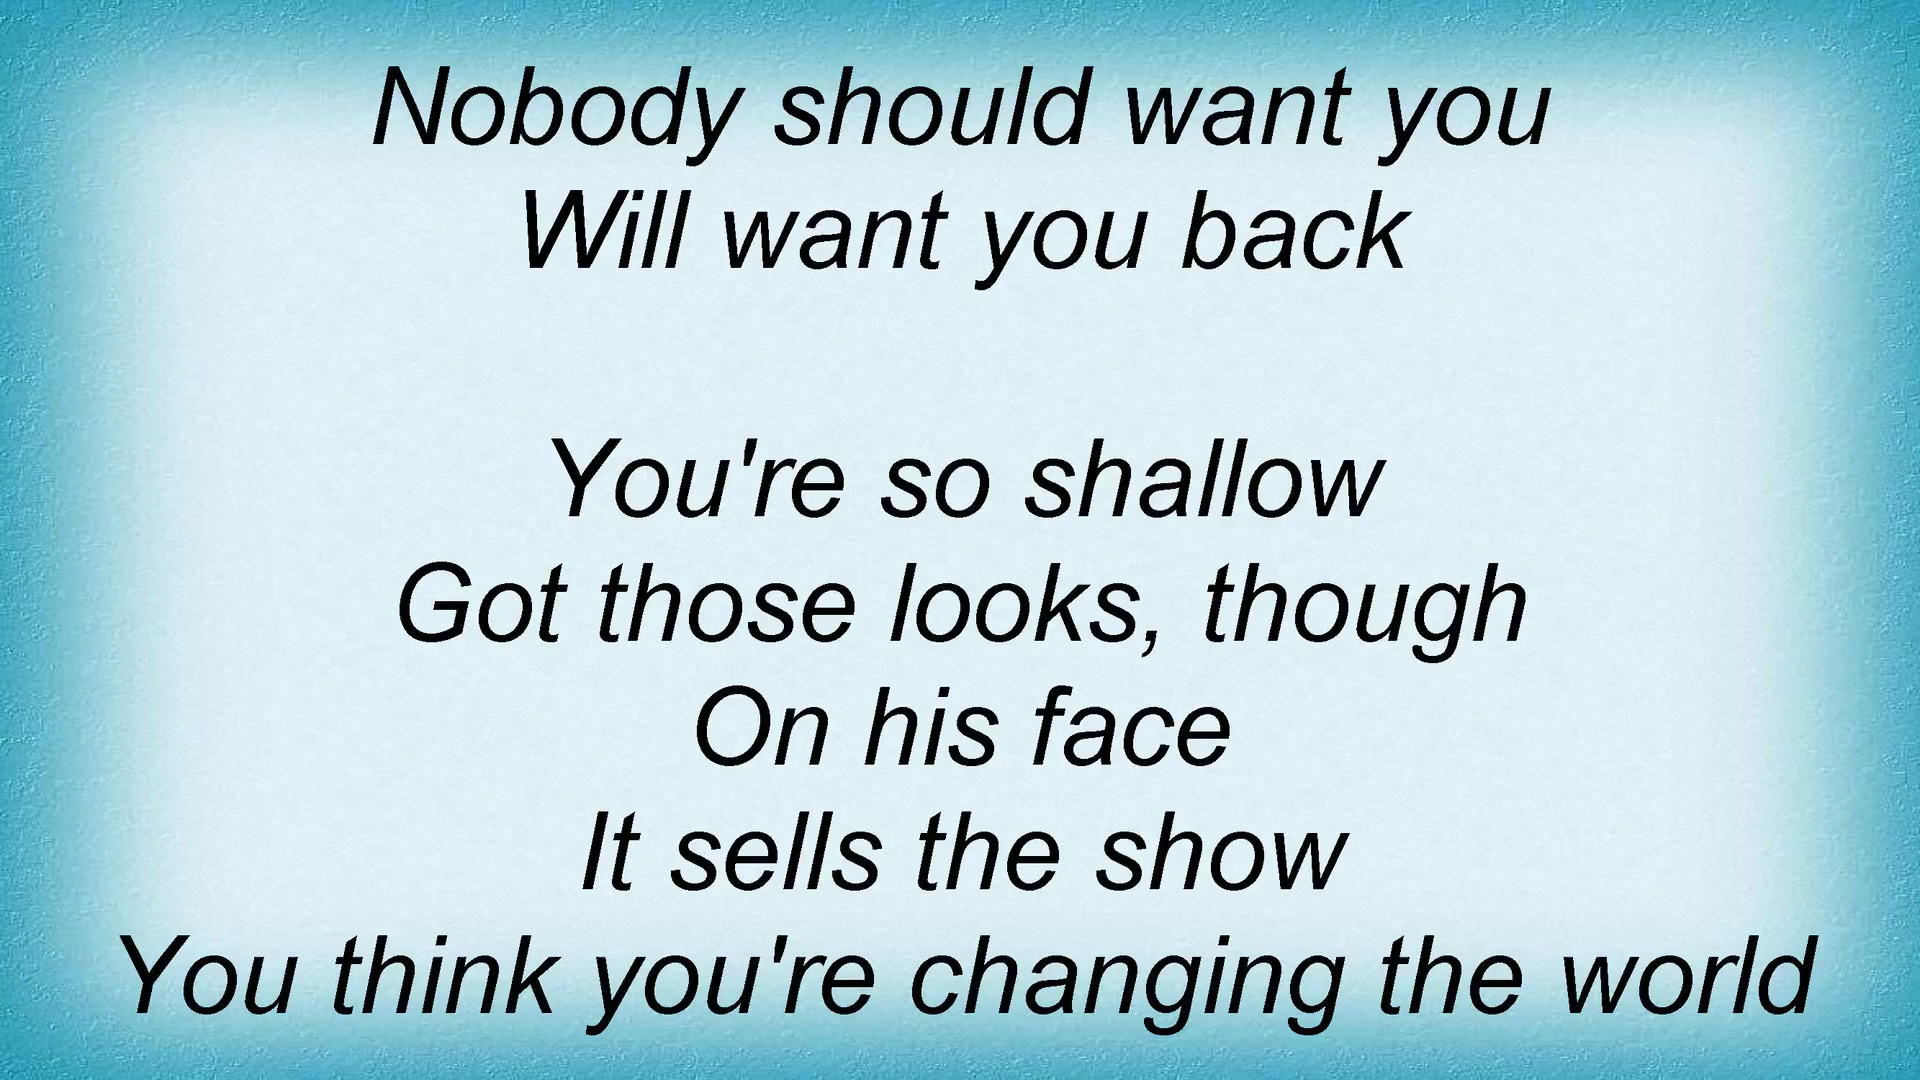 Nobody should want you
Will want you back
You're so shallow
Got those looks, though
On his face
It sells the show
You think you're changing the world